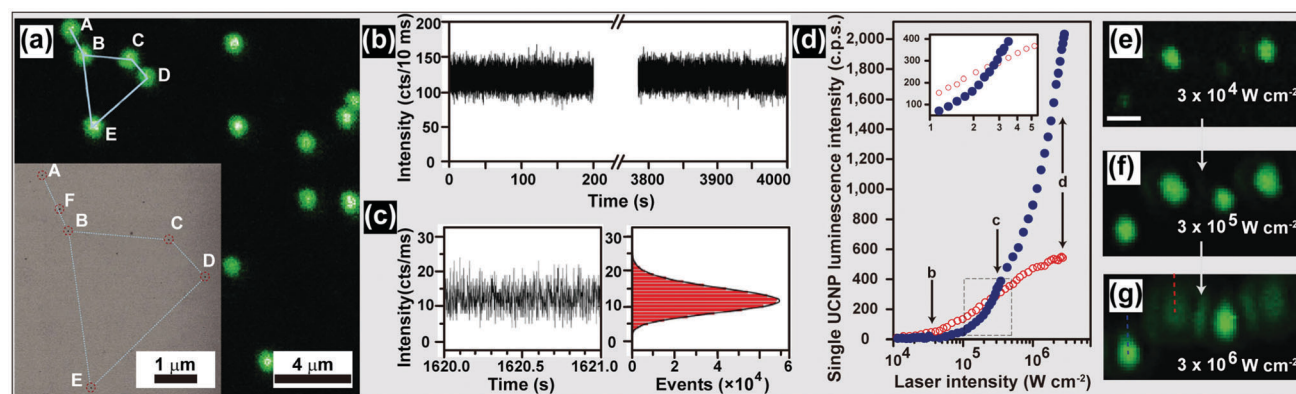 (a)
A
B
C
D
E
A
F
B
C
D
E
1 μm
4 μm
(b)
Intensity (cts/10 ms)
200
150
100
50
0
0
100
200
3800
3900
4000
Time (s)
(c)
Intensity(cts/ms)
30
20
10
0
1620.0
1620.5
1621.0
Time (s)
30
20
10
0
0
2
4
6
Events (×10⁴)
(d)
Single UCNP luminescence intensity (c.p.s.)
2,000
1,800
1,600
1,400
1,200
1,000
800
600
400
200
0
400
300
200
100
1
2
3
4
5
b
c
d
10⁴
10⁵
10⁶
Laser intensity (W cm⁻²)
(e)
3 x 10⁴ W cm⁻²
(f)
3 x 10⁵ W cm⁻²
(g)
3 x 10⁶ W cm⁻²